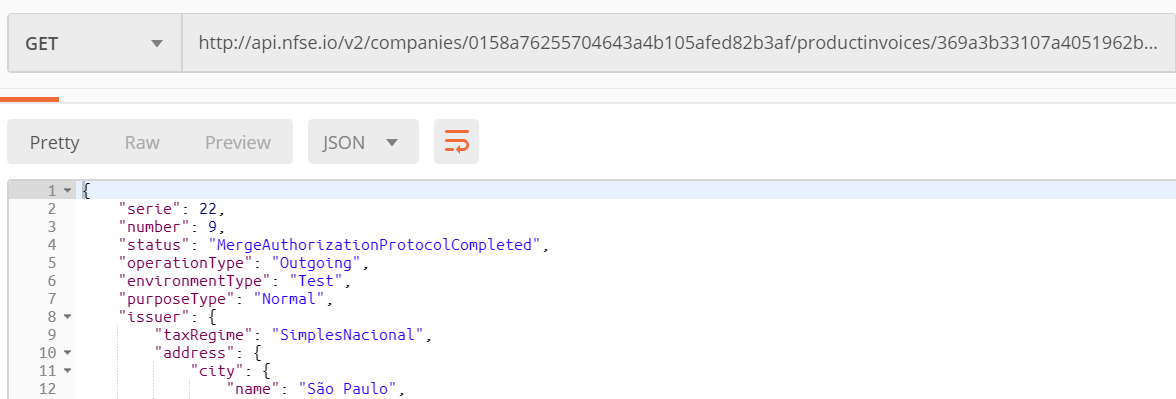 GET http://api.nfse.io/v2/companies/0158a76255704643a4b105afed82b3af/productinvoices/369a3b33107a4051962b...
Pretty Raw Preview JSON
1 {
2 "serie": 22,
3 "number": 9,
4 "status": "MergeAuthorizationProtocolCompleted",
5 "operationType": "Outgoing",
6 "environmentType": "Test",
7 "purposeType": "Normal",
8 "issuer": {
9 "taxRegime": "SimplesNacional",
10 "address": {
11 "city": {
12 "name": "São Paulo",